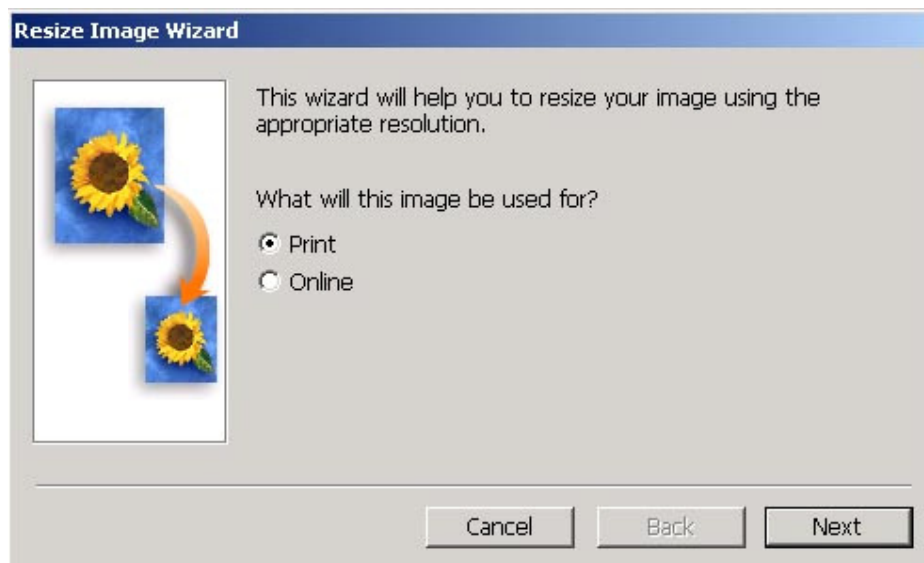 Resize Image Wizard
This wizard will help you to resize your image using the
appropriate resolution.
What will this image be used for?
Print
Online
Cancel
Back
Next